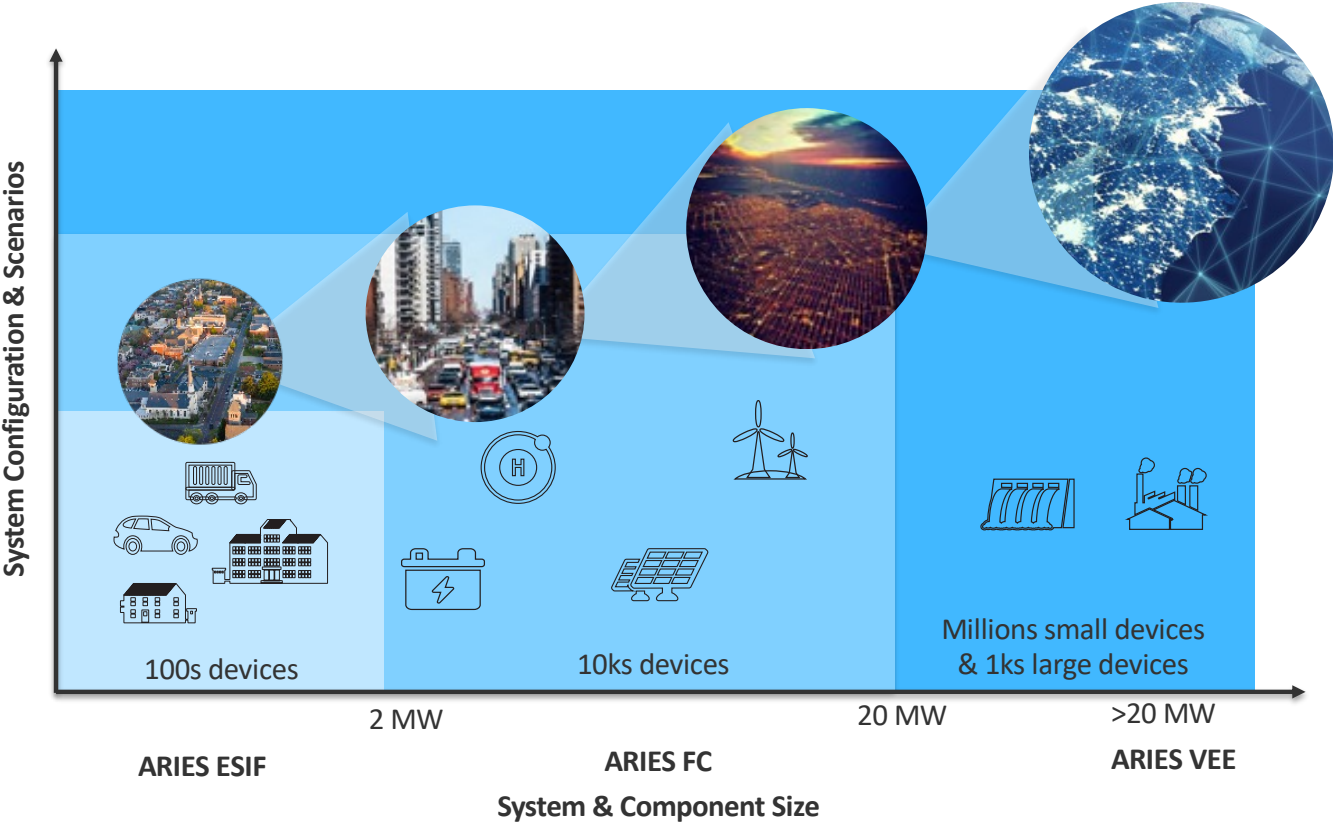 System Configuration & Scenarios
H
100s devices
10ks devices
Millions small devices
& 1ks large devices
2 MW
20 MW
>20 MW
ARIES ESIF
ARIES FC
ARIES VEE
System & Component Size